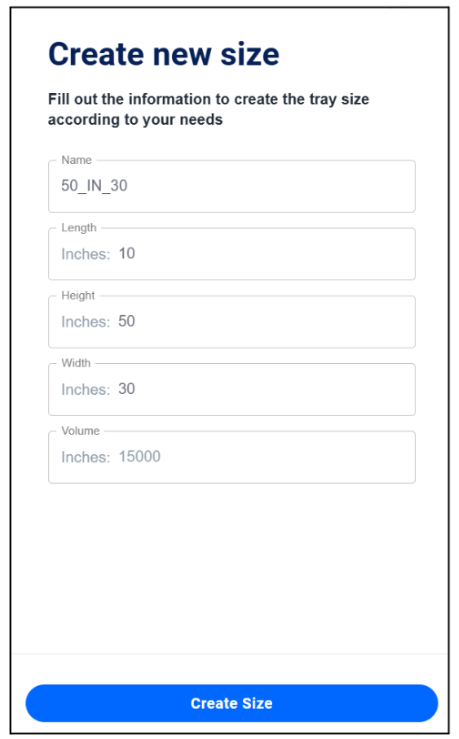 Create new size
Fill out the information to create the tray size
according to your needs
Name
50_IN_30
Length
Inches: 10
Height
Inches: 50
Width
Inches: 30
Volume
Inches: 15000
Create Size